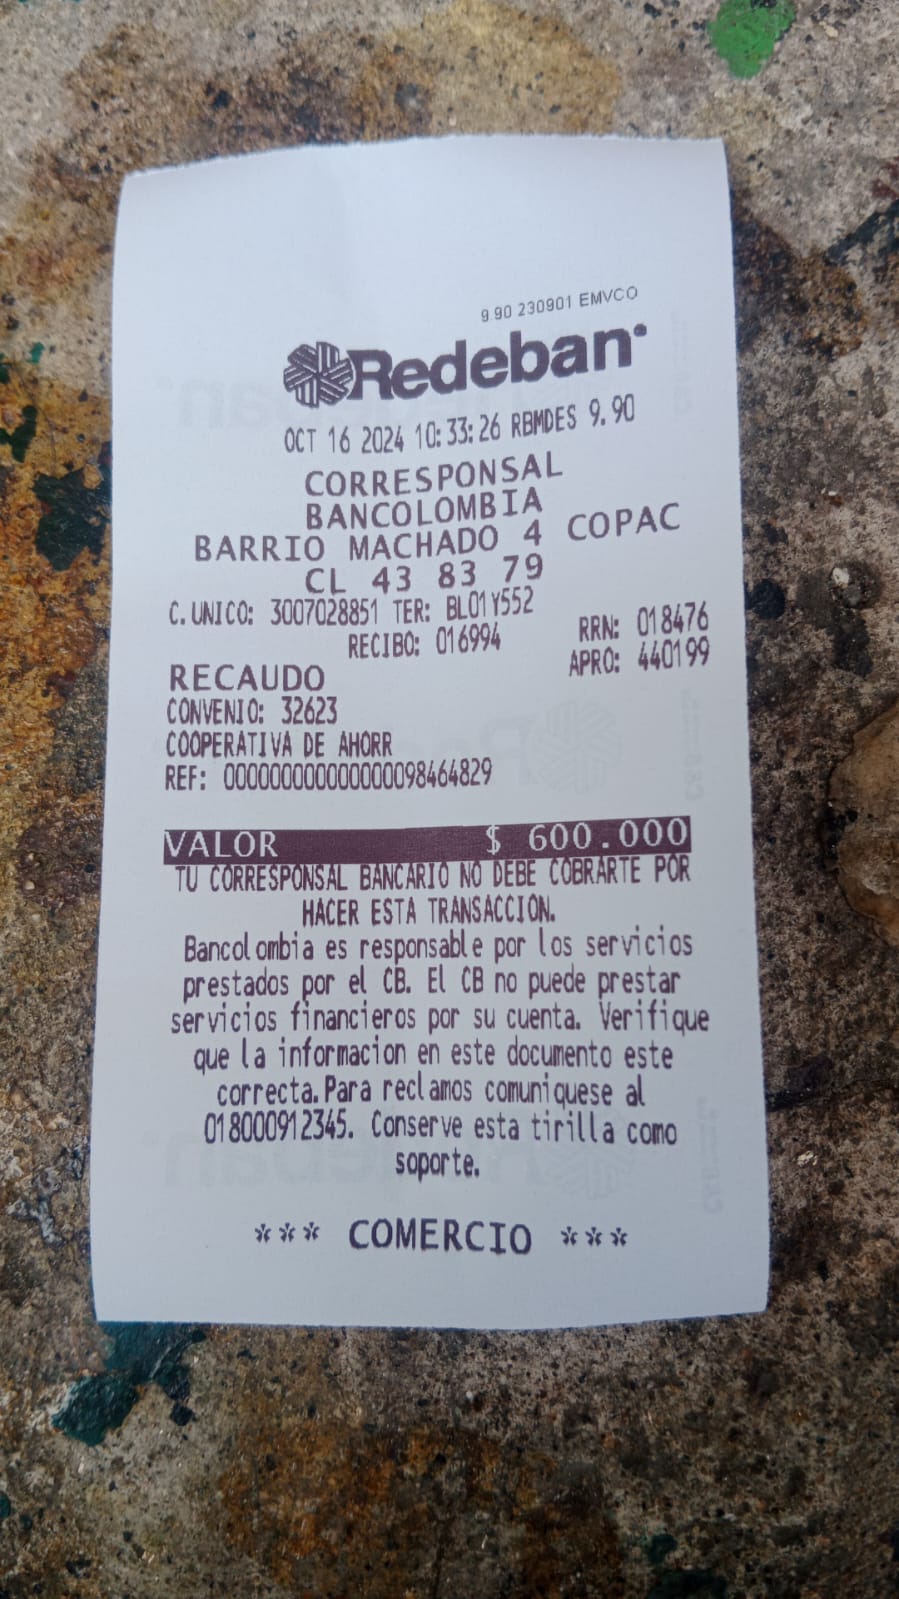 9.90 230901 EMVCO
Redeban
OCT 16 2024 10:33:26 RBMDES 9.90
CORRESPONSAL
BANCOLOMBIA
BARRIO MACHADO 4 COPAC
CL 43 83 79
C.UNICO: 3007028851 TER: BL01Y552
RECIBO: 016994 RRN: 018476
RECAUDO APRO: 440199
CONVENIO: 32623
COOPERATIVA DE AHORR
REF: 0000000000000000098464829
VALOR $ 600.000
TU CORRESPONSAL BANCARIO NO DEBE COBRARTE POR
HACER ESTA TRANSACCION.
Bancolombia es responsable por los servicios
prestados por el CB. El CB no puede prestar
servicios financieros por su cuenta. Verifique
que la informacion en este documento este
correcta.Para reclamos comuniquese al
018000912345. Conserve esta tirilla como
soporte.
*** COMERCIO ***